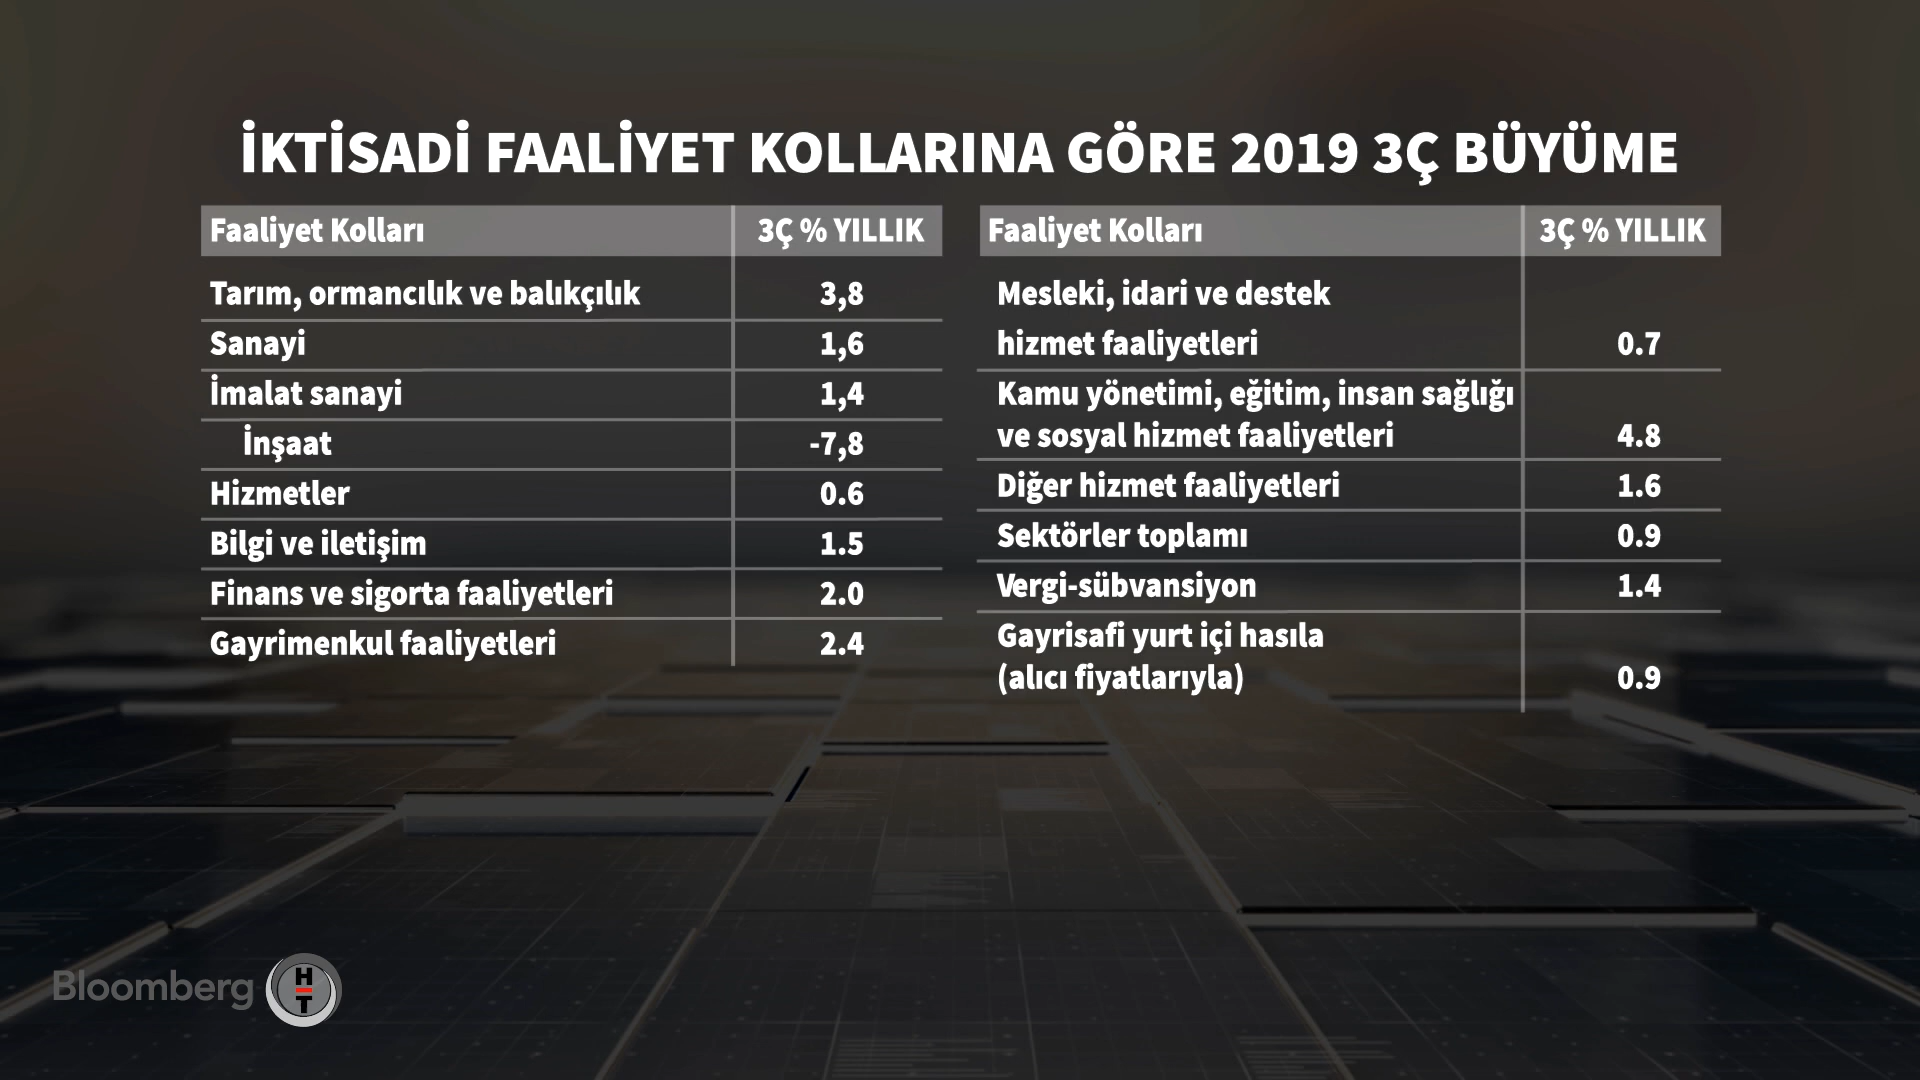 İKTİSADİ FAALİYET KOLLARINA GÖRE 2019 3Ç BÜYÜME
Faaliyet Kolları 3Ç % YILLIK
Tarım, ormancılık ve balıkçılık 3,8
Sanayi 1,6
İmalat sanayi 1,4
İnşaat -7,8
Hizmetler 0.6
Bilgi ve iletişim 1.5
Finans ve sigorta faaliyetleri 2.0
Gayrimenkul faaliyetleri 2.4
Faaliyet Kolları 3Ç % YILLIK
Mesleki, idari ve destek
hizmet faaliyetleri 0.7
Kamu yönetimi, eğitim, insan sağlığı
ve sosyal hizmet faaliyetleri 4.8
Diğer hizmet faaliyetleri 1.6
Sektörler toplamı 0.9
Vergi-sübvansiyon 1.4
Gayrisafi yurt içi hasıla
(alıcı fiyatlarıyla) 0.9
Bloomberg HT